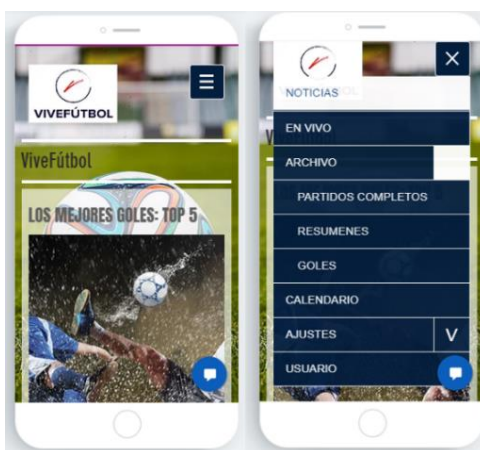 VIVEFÚTBOL
ViveFútbol
LOS MEJORES GOLES: TOP 5
NOTICIAS
EN VIVO
ARCHIVO
PARTIDOS COMPLETOS
RESUMENES
GOLES
CALENDARIO
AJUSTES V
USUARIO